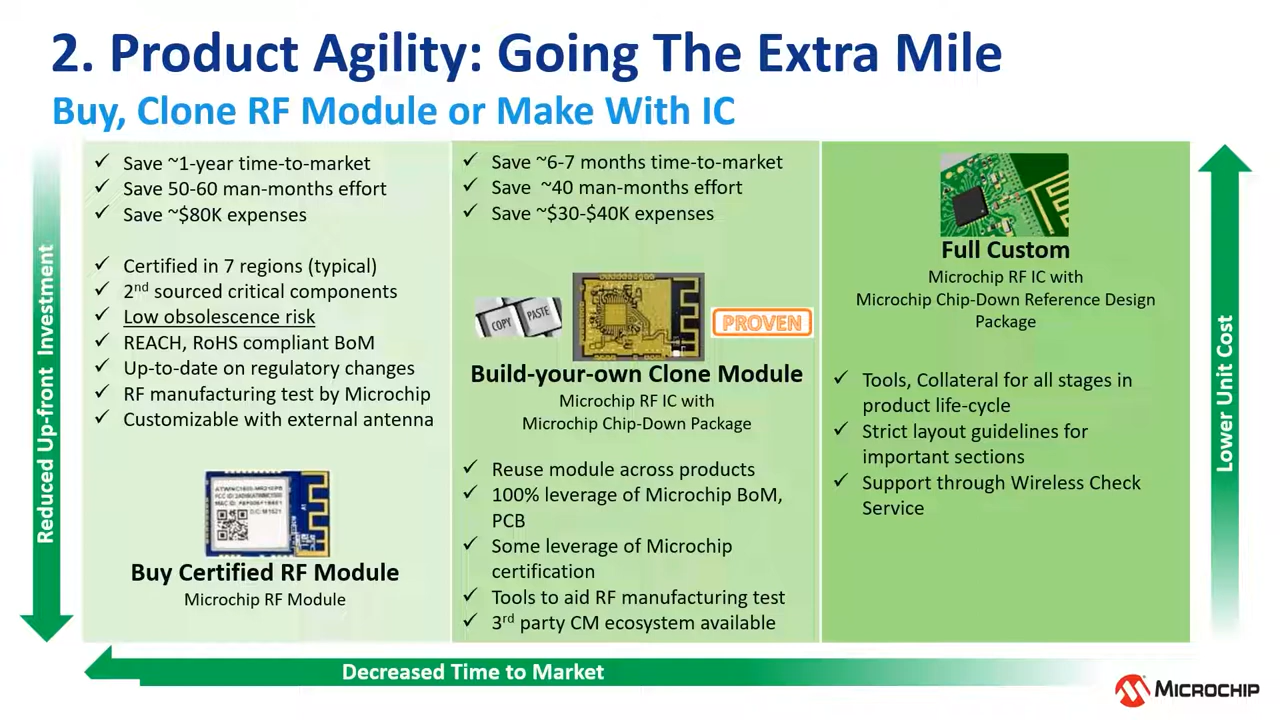 2. Product Agility: Going The Extra Mile
Buy, Clone RF Module or Make With IC
Reduced Up-front Investment
Save ~1-year time-to-market
Save 50-60 man-months effort
Save ~$80K expenses
Certified in 7 regions (typical)
2nd sourced critical components
Low obsolescence risk
REACH, RoHS compliant BoM
Up-to-date on regulatory changes
RF manufacturing test by Microchip
Customizable with external antenna
Buy Certified RF Module
Microchip RF Module
Save ~6-7 months time-to-market
Save ~40 man-months effort
Save ~$30-$40K expenses
COPY
PASTE
PROVEN
Build-your-own Clone Module
Microchip RF IC with
Microchip Chip-Down Package
Reuse module across products
100% leverage of Microchip BoM,
PCB
Some leverage of Microchip
certification
Tools to aid RF manufacturing test
3rd party CM ecosystem available
Full Custom
Microchip RF IC with
Microchip Chip-Down Reference Design
Package
Tools, Collateral for all stages in
product life-cycle
Strict layout guidelines for
important sections
Support through Wireless Check
Service
Lower Unit Cost
Decreased Time to Market
MICROCHIP